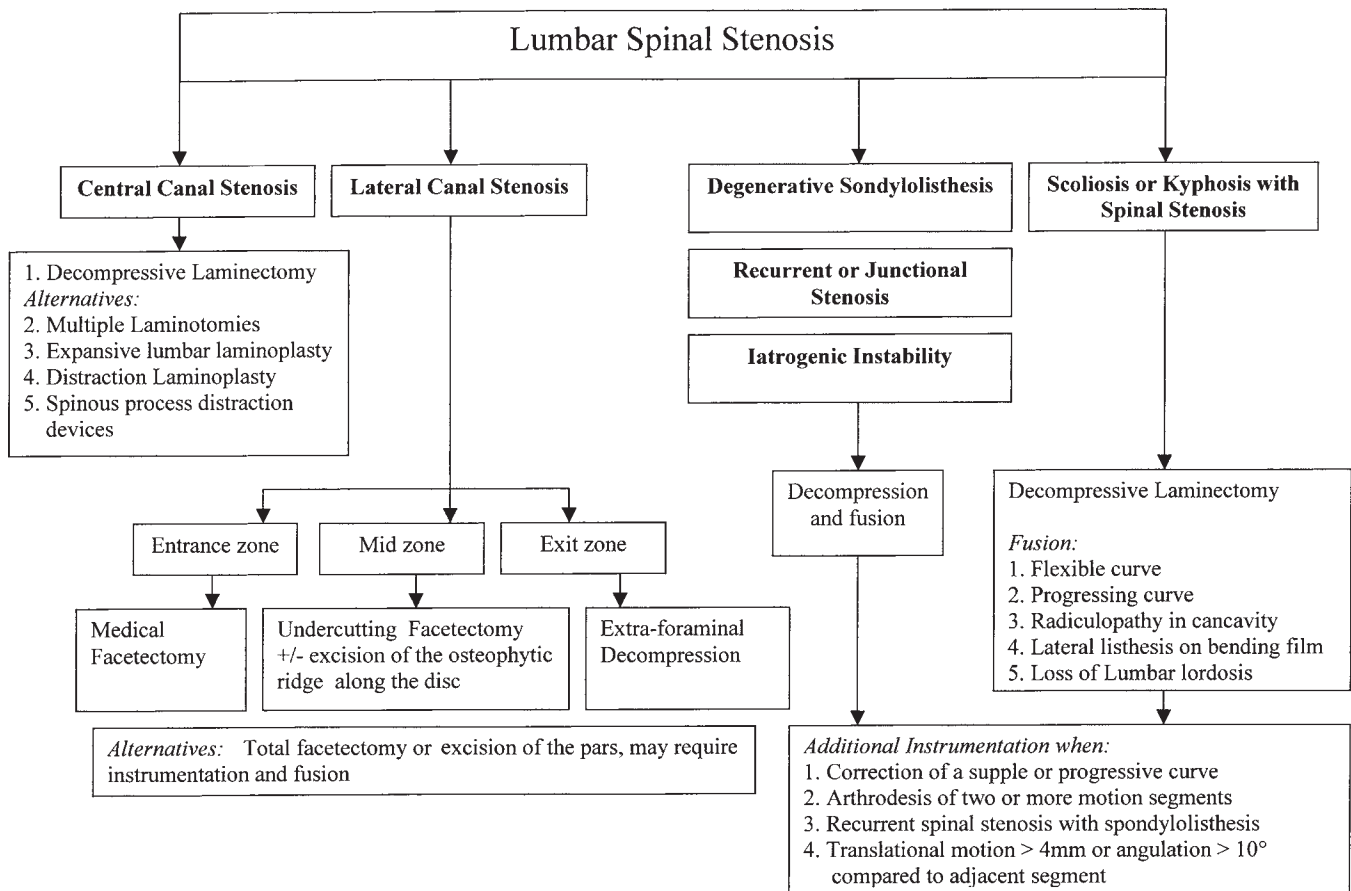 Lumbar Spinal Stenosis
Central Canal Stenosis
Lateral Canal Stenosis
Degenerative Sondylolisthesis
Scoliosis or Kyphosis with
Spinal Stenosis
1. Decompressive Laminectomy
Alternatives:
2. Multiple Laminotomies
3. Expansive lumbar laminoplasty
4. Distraction Laminoplasty
5. Spinous process distraction
devices
Recurrent or Junctional
Stenosis
Iatrogenic Instability
Entrance zone
Mid zone
Exit zone
Medical
Facetectomy
Undercutting Facetectomy
+/- excision of the osteophytic
ridge along the disc
Extra-foraminal
Decompression
Alternatives: Total facetectomy or excision of the pars, may require
instrumentation and fusion
Decompression
and fusion
Decompressive Laminectomy
Fusion:
1. Flexible curve
2. Progressing curve
3. Radiculopathy in cancavity
4. Lateral listhesis on bending film
5. Loss of Lumbar lordosis
Additional Instrumentation when:
1. Correction of a supple or progressive curve
2. Arthrodesis of two or more motion segments
3. Recurrent spinal stenosis with spondylolisthesis
4. Translational motion > 4mm or angulation > 10°
compared to adjacent segment